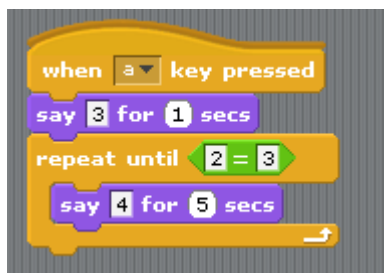 when a key pressed
say 3 for 1 secs
repeat until 2 = 3
say 4 for 5 secs